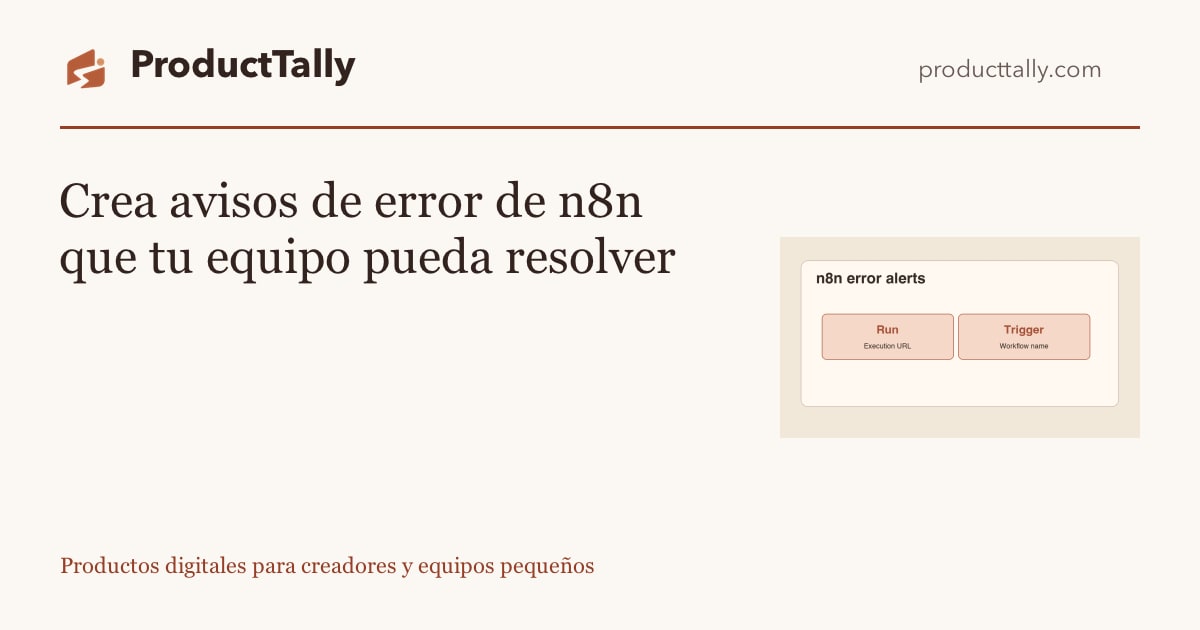 ProductTally
producttally.com
Crea avisos de error de n8n
que tu equipo pueda resolver
n8n error alerts
Run
Execution URL
Trigger
Workflow name
Productos digitales para creadores y equipos pequeños